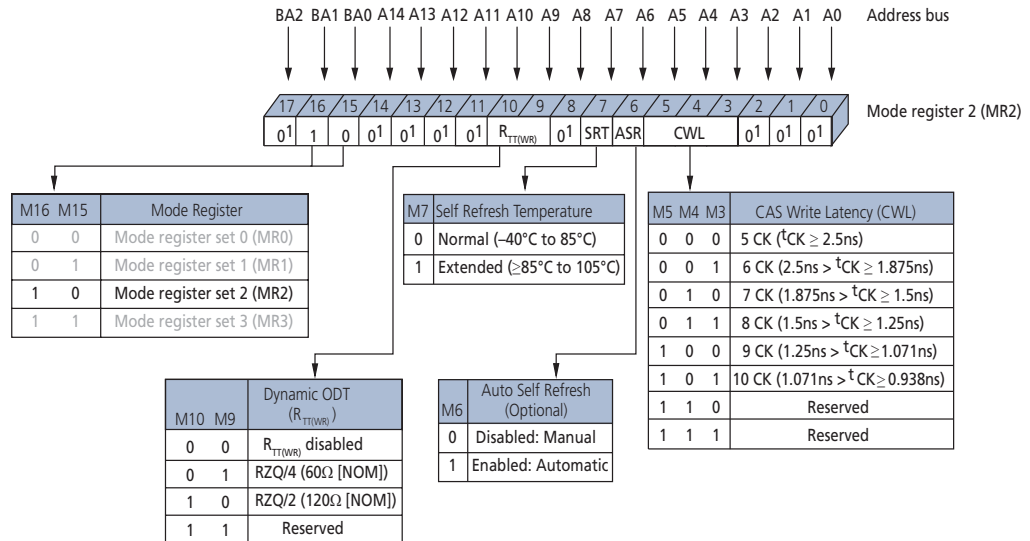 BA2 BA1 BA0 A14 A13 A12 A11 A10 A9 A8 A7 A6 A5 A4 A3 A2 A1 A0 Address bus
17 16 15 14 13 12 11 10 9 8 7 6 5 4 3 2 1 0 Mode register 2 (MR2)
0¹ 1 0 0¹ 0¹ 0¹ 0¹ R_TT(WR) 0¹ SRT ASR CWL 0¹ 0¹ 0¹
M16 M15 Mode Register
0 0 Mode register set 0 (MR0)
0 1 Mode register set 1 (MR1)
1 0 Mode register set 2 (MR2)
1 1 Mode register set 3 (MR3)
M7 Self Refresh Temperature
0 Normal (–40°C to 85°C)
1 Extended (≥85°C to 105°C)
M5 M4 M3 CAS Write Latency (CWL)
0 0 0 5 CK (ᵗCK ≥ 2.5ns)
0 0 1 6 CK (2.5ns > ᵗCK ≥ 1.875ns)
0 1 0 7 CK (1.875ns > ᵗCK ≥ 1.5ns)
0 1 1 8 CK (1.5ns > ᵗCK ≥ 1.25ns)
1 0 0 9 CK (1.25ns > ᵗCK ≥ 1.071ns)
1 0 1 10 CK (1.071ns > ᵗCK ≥ 0.938ns)
1 1 0 Reserved
1 1 1 Reserved
M10 M9 Dynamic ODT
(R_TT(WR))
0 0 R_TT(WR) disabled
0 1 RZQ/4 (60Ω [NOM])
1 0 RZQ/2 (120Ω [NOM])
1 1 Reserved
M6 Auto Self Refresh
(Optional)
0 Disabled: Manual
1 Enabled: Automatic